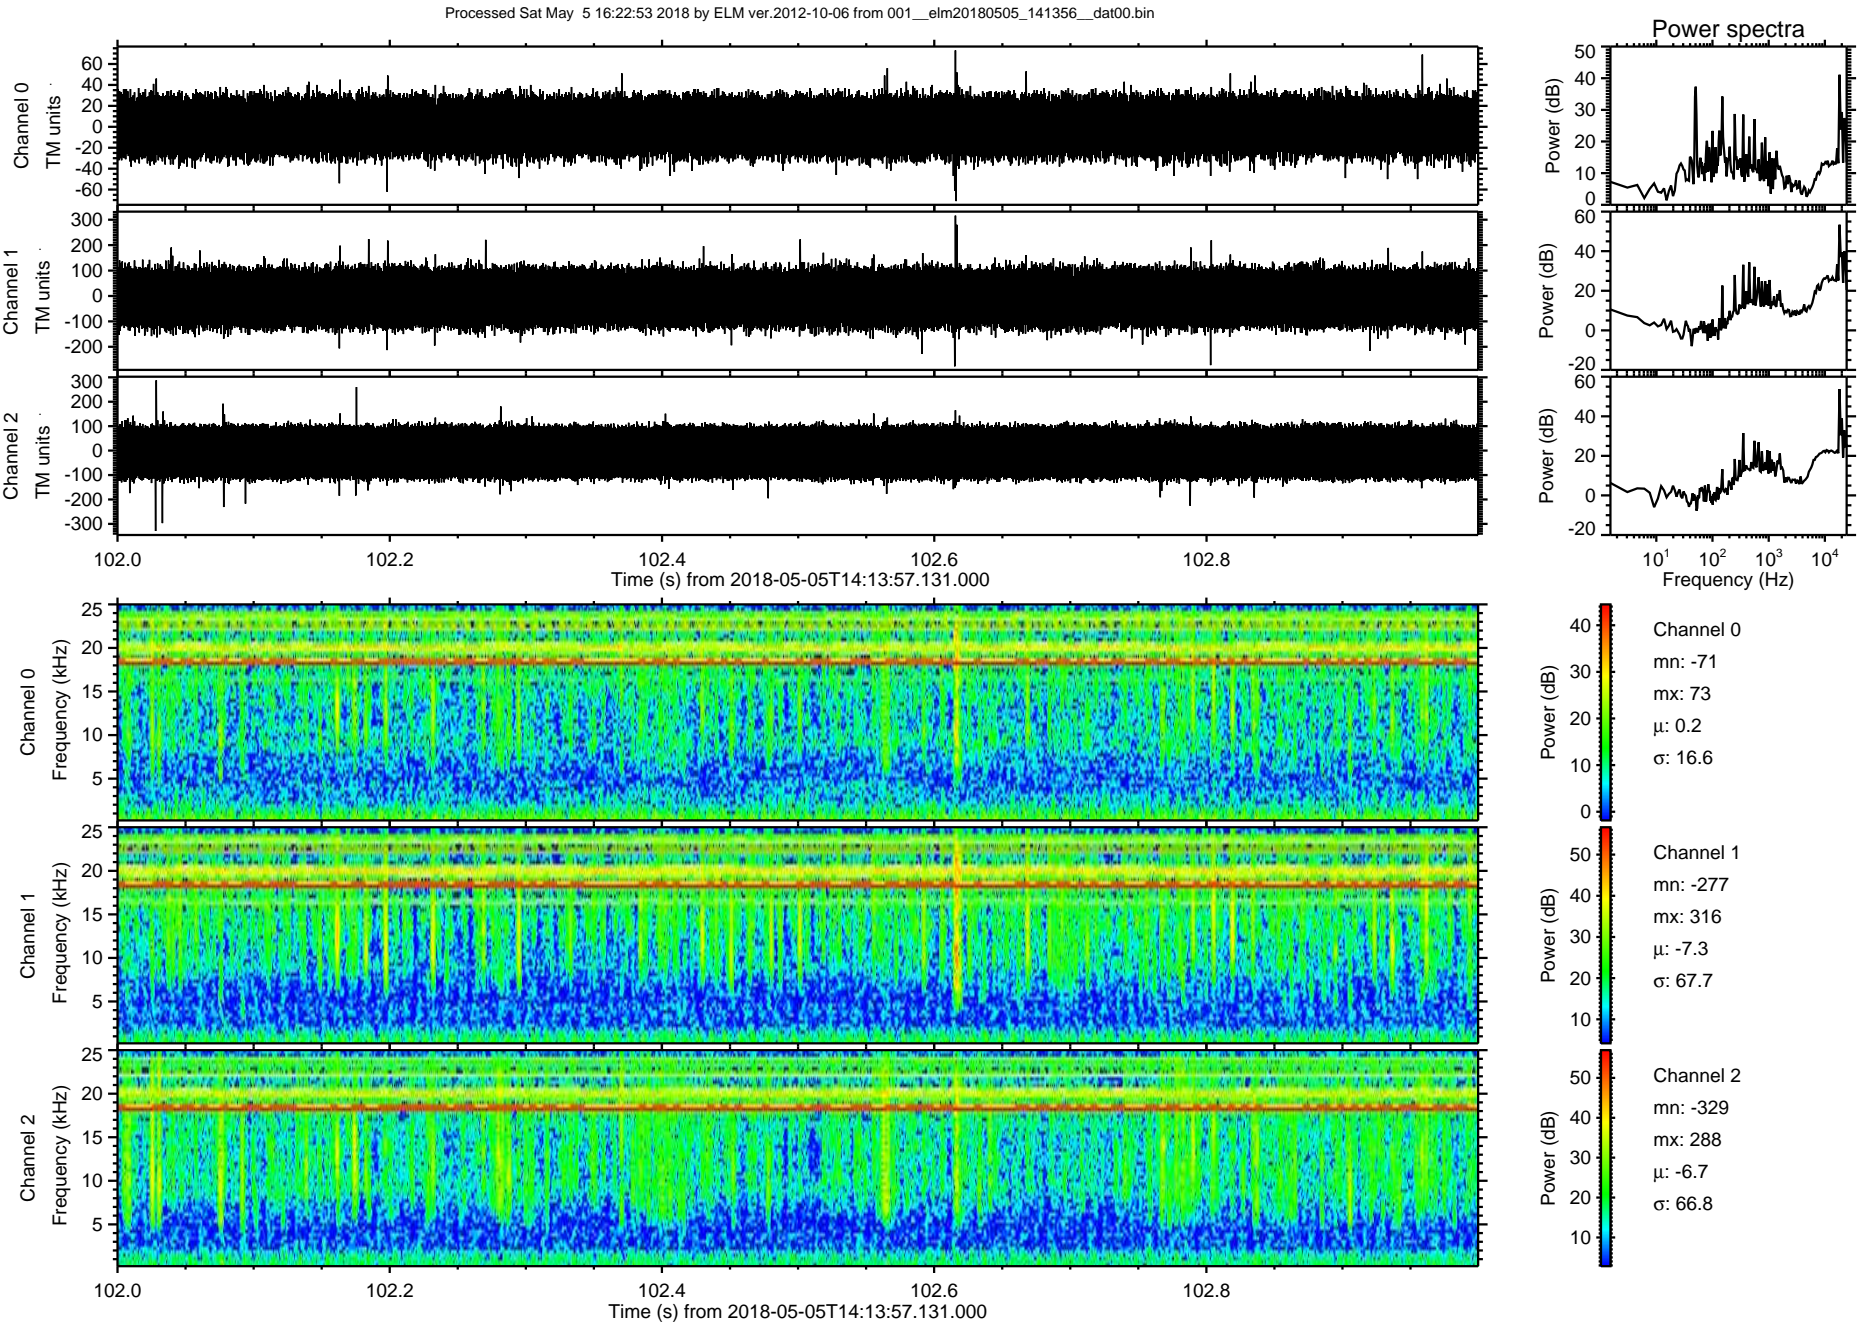 Processed Sat May  5 16:22:53 2018 by ELM ver.2012-10-06 from 001__elm20180505_141356__dat00.bin
Power spectra
Channel 0
TM units
60
40
20
0
-20
-40
-60
Power (dB)
50
40
30
20
10
0
Channel 1
TM units
300
200
100
0
-100
-200
Power (dB)
60
40
20
0
-20
Channel 2
TM units
300
200
100
0
-100
-200
-300
Power (dB)
60
40
20
0
-20
102.0 102.2 102.4 102.6 102.8
Time (s) from 2018-05-05T14:13:57.131.000
10¹ 10² 10³ 10⁴
Frequency (Hz)
Channel 0
Frequency (kHz)
25
20
15
10
5
Power (dB)
40
30
20
10
0
Channel 0
mn: -71
mx: 73
µ: 0.2
σ: 16.6
Channel 1
Frequency (kHz)
25
20
15
10
5
Power (dB)
50
40
30
20
10
Channel 1
mn: -277
mx: 316
µ: -7.3
σ: 67.7
Channel 2
Frequency (kHz)
25
20
15
10
5
Power (dB)
50
40
30
20
10
Channel 2
mn: -329
mx: 288
µ: -6.7
σ: 66.8
102.0 102.2 102.4 102.6 102.8
Time (s) from 2018-05-05T14:13:57.131.000